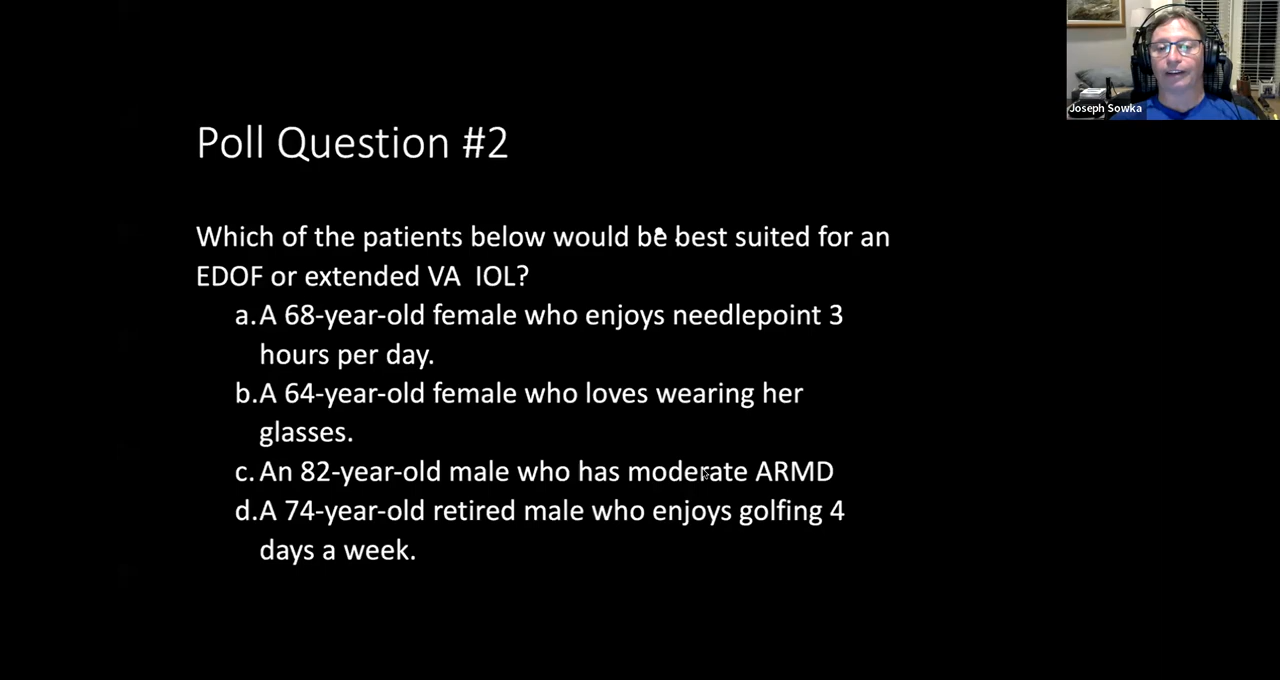 Joseph Sowka
Poll Question #2
Which of the patients below would be best suited for an
EDOF or extended VA  IOL?
a. A 68-year-old female who enjoys needlepoint 3
hours per day.
b. A 64-year-old female who loves wearing her
glasses.
c. An 82-year-old male who has moderate ARMD
d. A 74-year-old retired male who enjoys golfing 4
days a week.